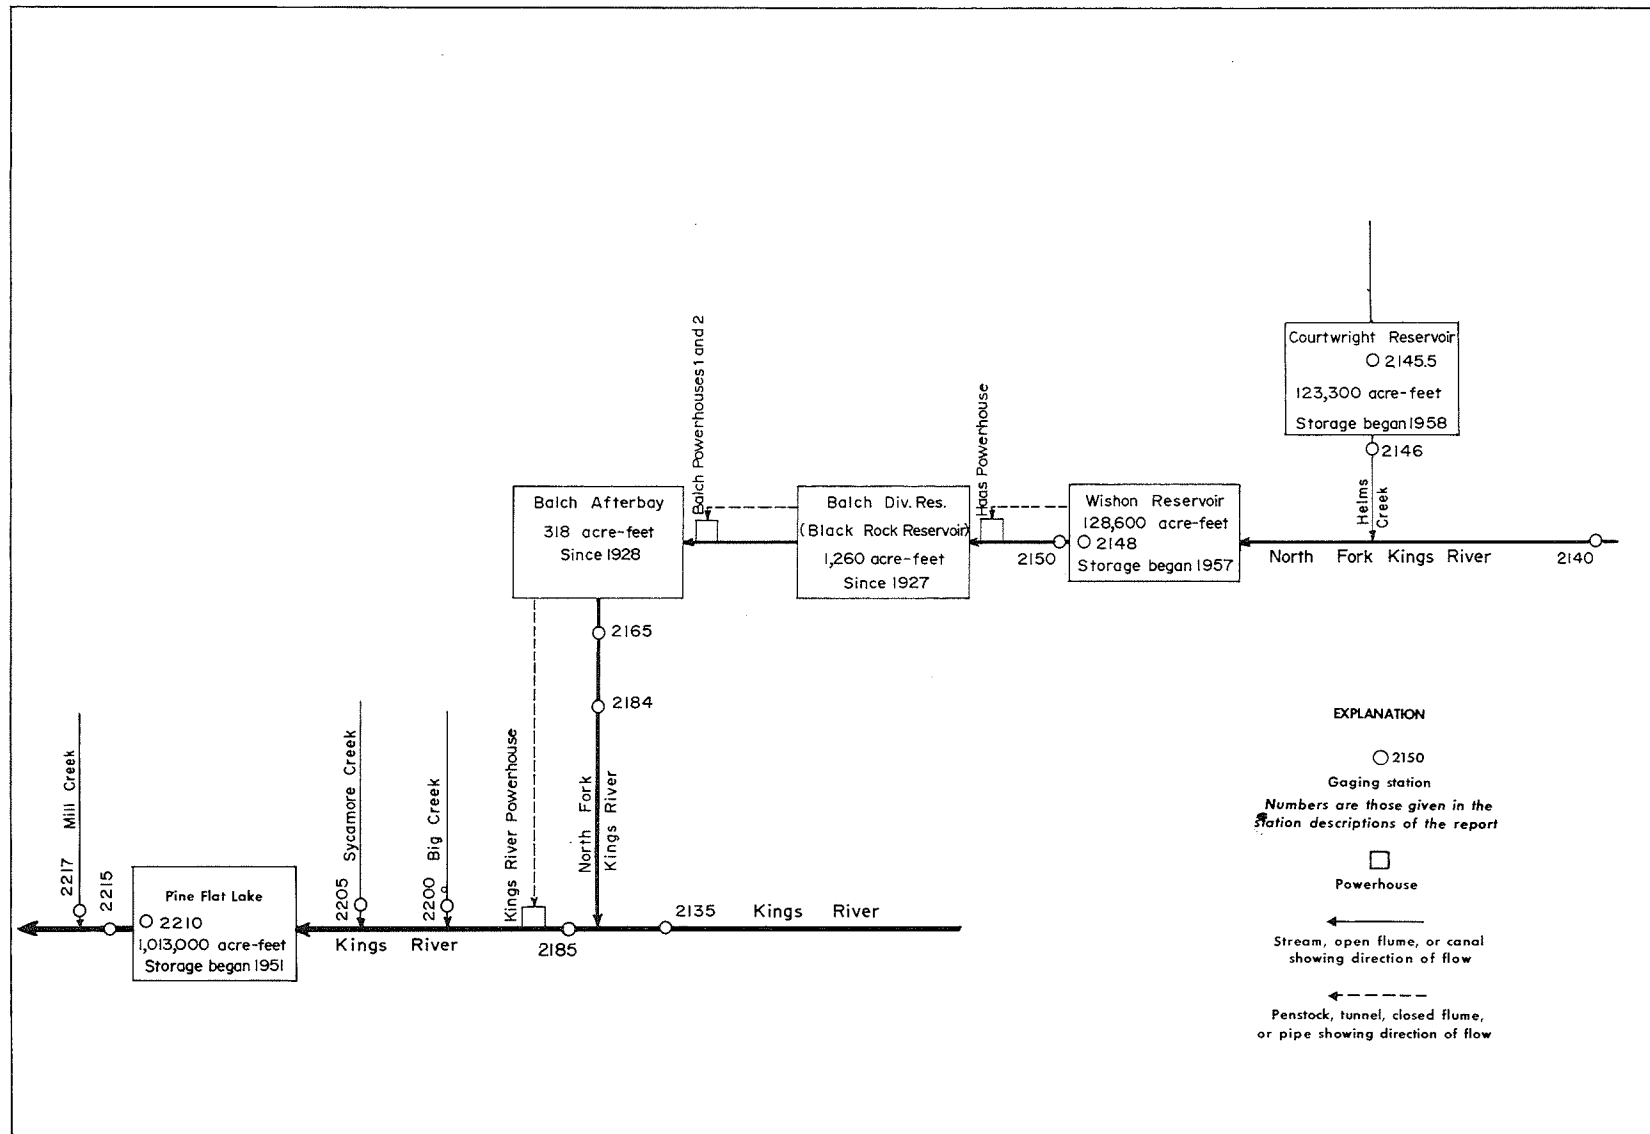 Courtwright Reservoir
2145.5
123,300 acre-feet
Storage began 1958
2146
Helms
Creek
North Fork Kings River
2140
Wishon Reservoir
128,600 acre-feet
2148
Storage began 1957
2150
Haas Powerhouse
Balch Div. Res.
(Black Rock Reservoir)
1,260 acre-feet
Since 1927
Balch Powerhouses 1 and 2
Balch Afterbay
318 acre-feet
Since 1928
2165
2184
North Fork
Kings River
Kings River Powerhouse
2135 Kings River
2185
2200 Big Creek
2205 Sycamore Creek
Kings River
Pine Flat Lake
2210
1,013,000 acre-feet
Storage began 1951
2215
2217 Mill Creek
EXPLANATION
2150
Gaging station
Numbers are those given in the
station descriptions of the report
Powerhouse
Stream, open flume, or canal
showing direction of flow
Penstock, tunnel, closed flume,
or pipe showing direction of flow